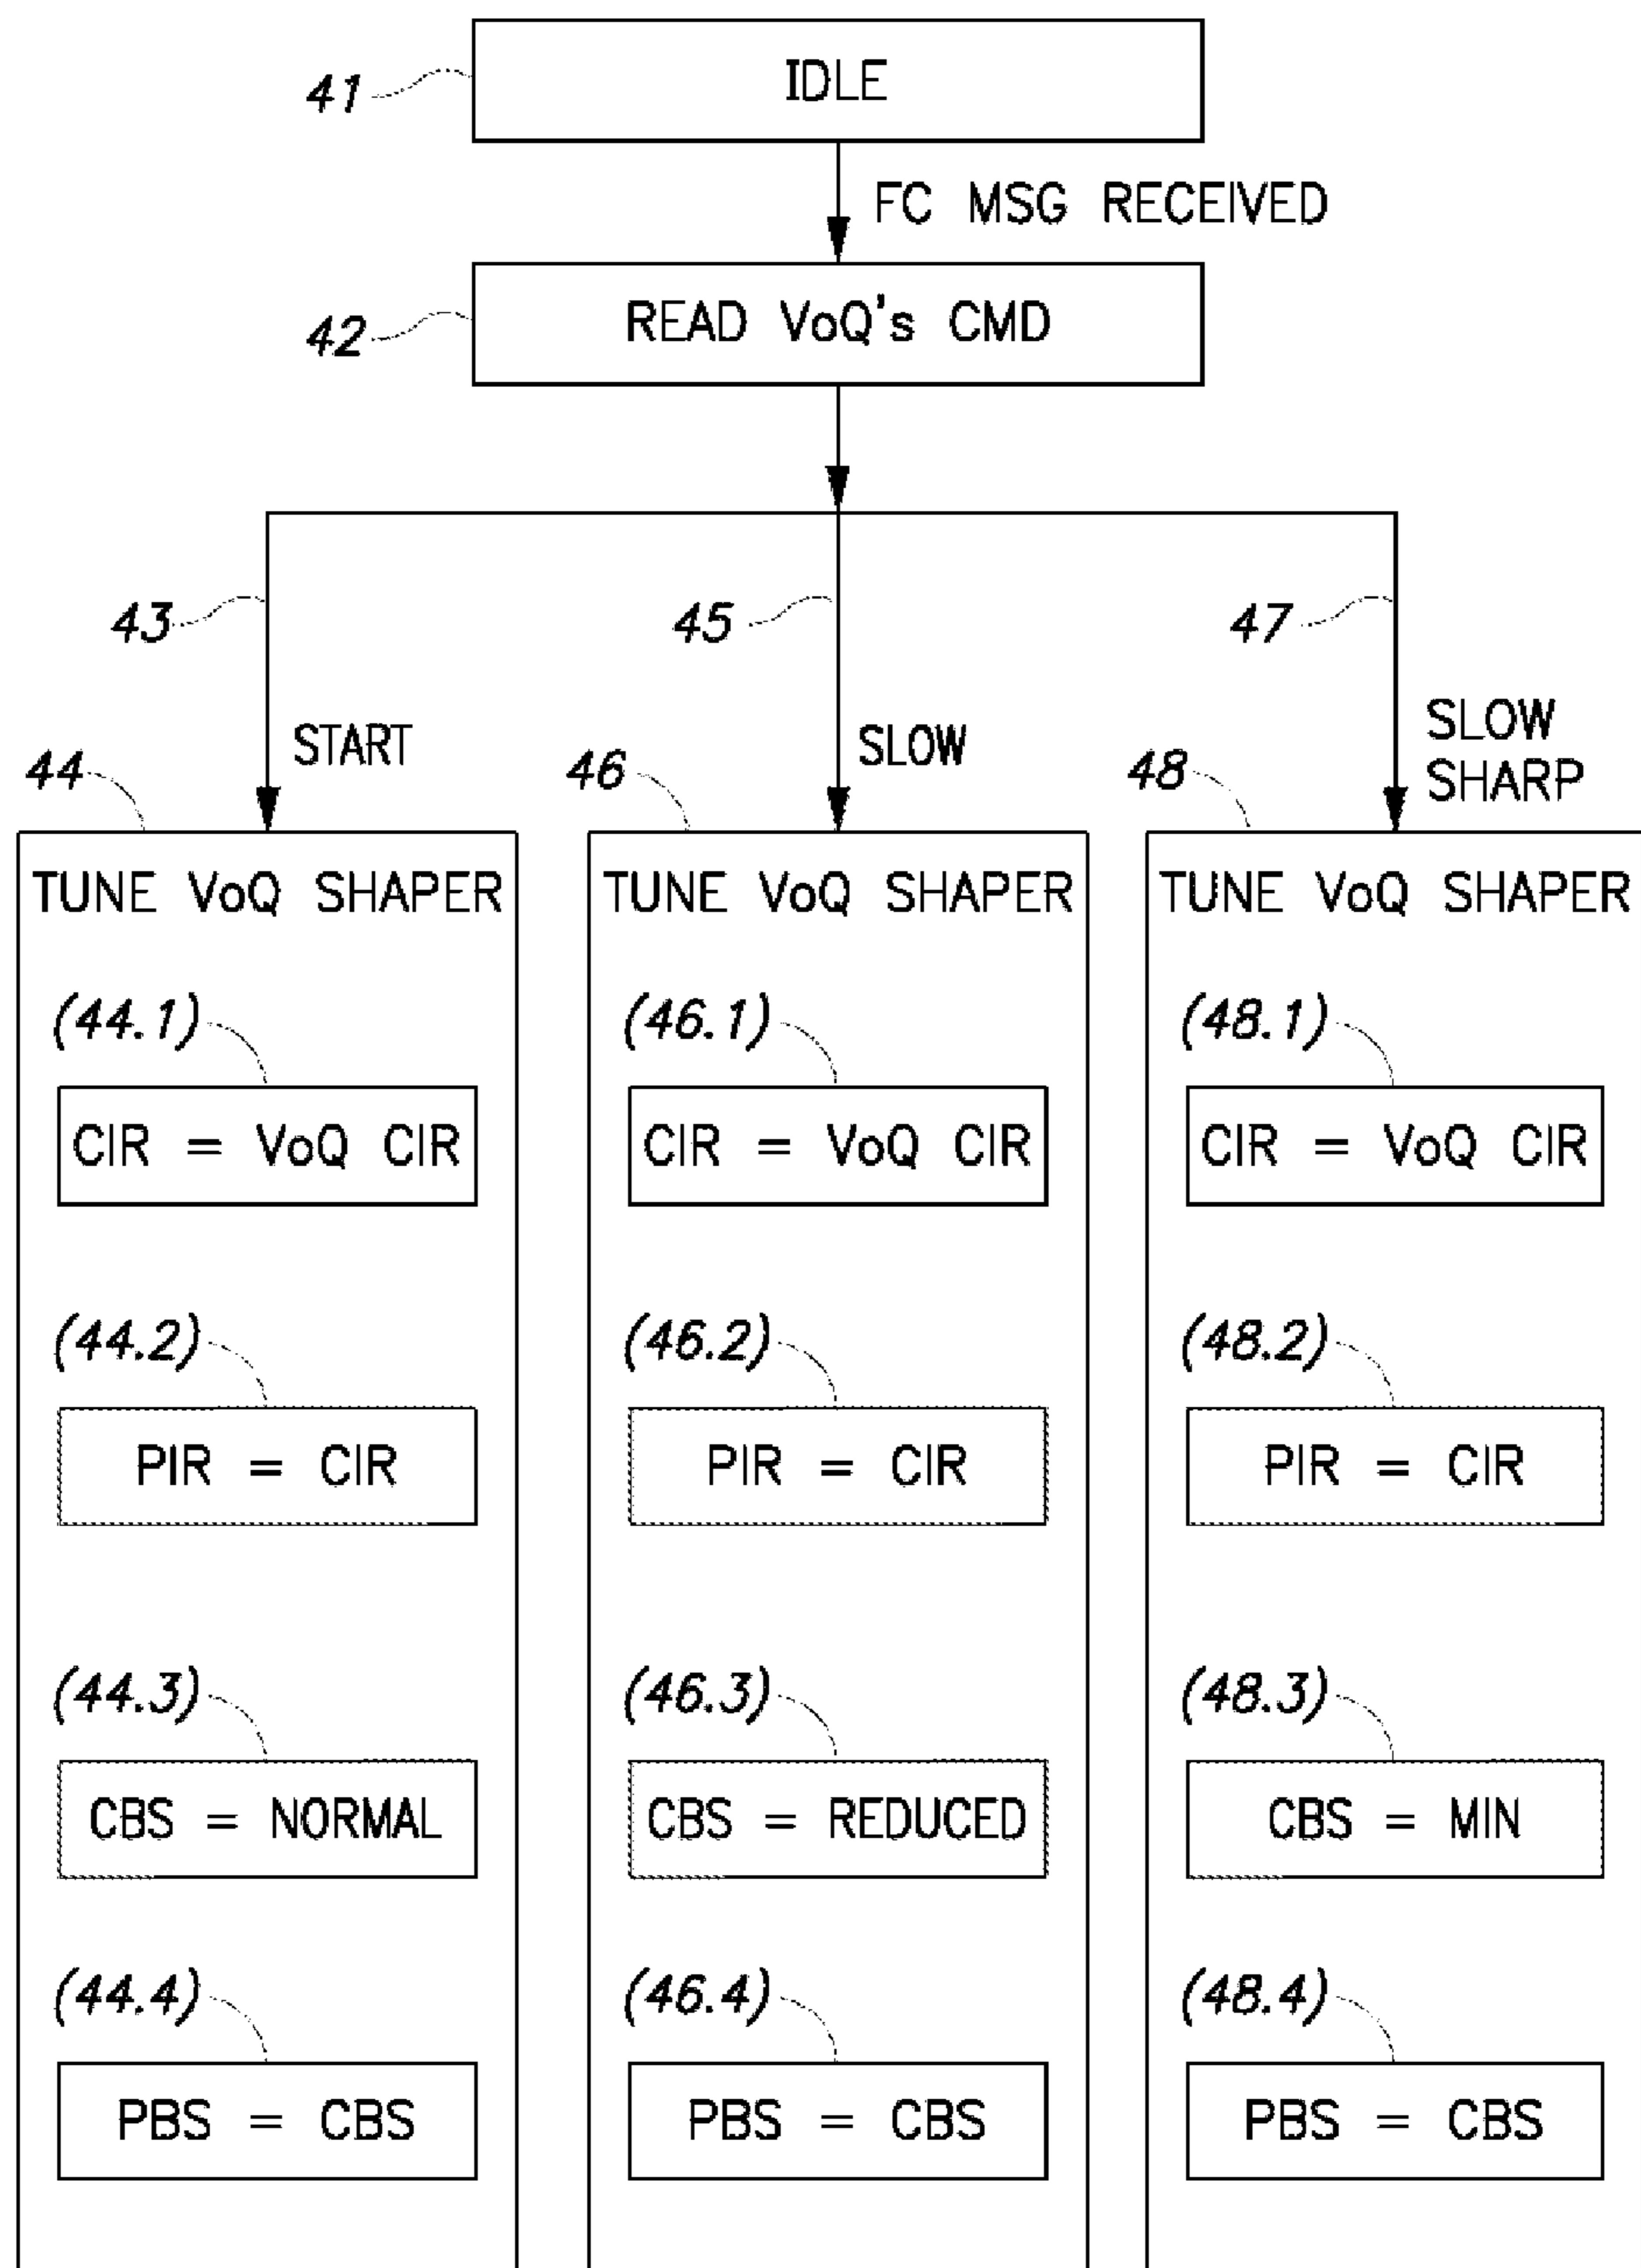 IDLE
41
FC MSG RECEIVED
READ VoQ's CMD
42
43
45
47
START
SLOW
SLOW
SHARP
44
46
48
TUNE VoQ SHAPER
TUNE VoQ SHAPER
TUNE VoQ SHAPER
(44.1)
(46.1)
(48.1)
CIR = VoQ CIR
CIR = VoQ CIR
CIR = VoQ CIR
(44.2)
(46.2)
(48.2)
PIR = CIR
PIR = CIR
PIR = CIR
(44.3)
(46.3)
(48.3)
CBS = NORMAL
CBS = REDUCED
CBS = MIN
(44.4)
(46.4)
(48.4)
PBS = CBS
PBS = CBS
PBS = CBS